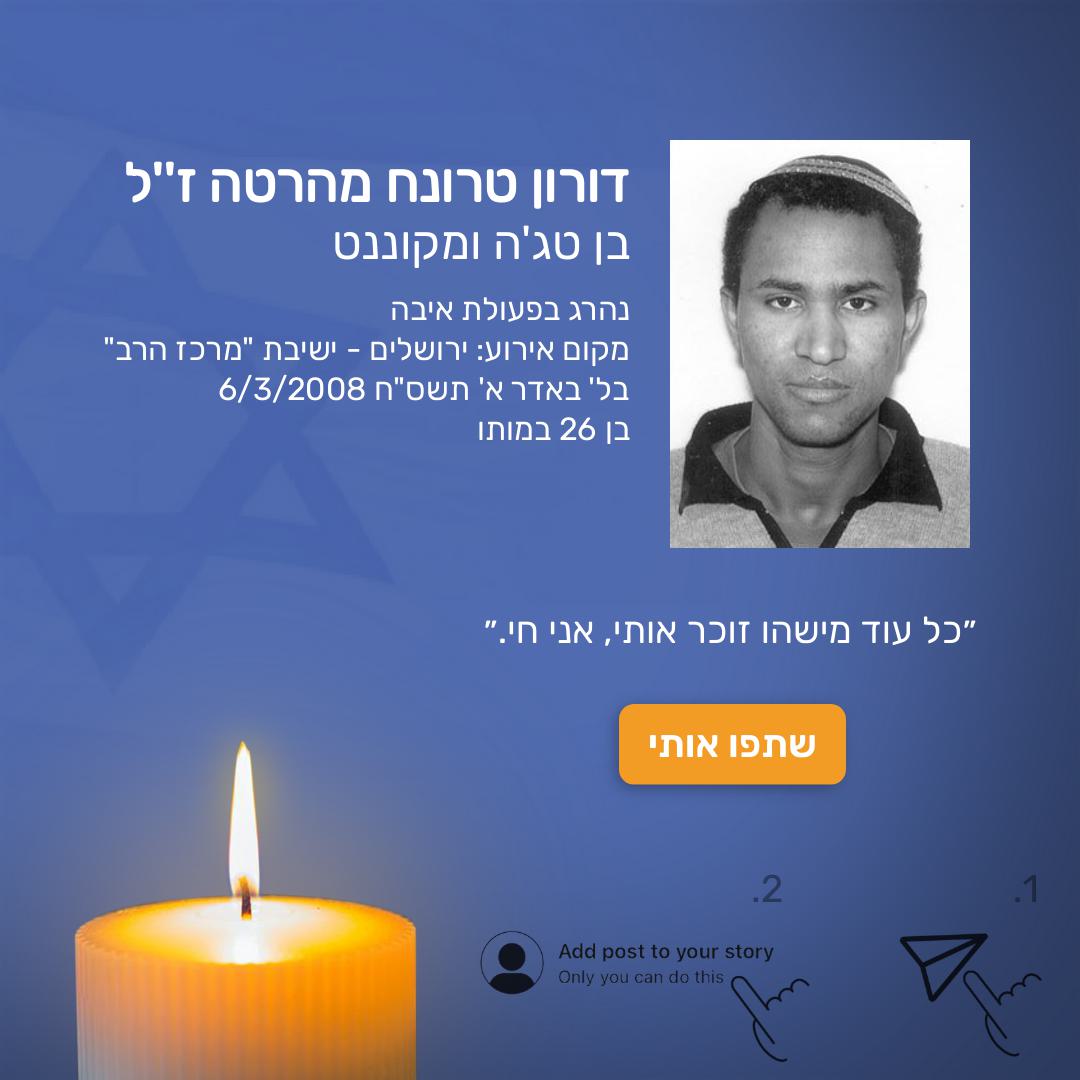 דורון טרונח מהרטה ז"ל
בן טג'ה ומקוננט
נהרג בפעולת איבה
מקום אירוע: ירושלים - ישיבת "מרכז הרב"
בל' באדר א' תשס"ח 6/3/2008
בן 26 במותו
״כל עוד מישהו זוכר אותי, אני חי.״
שתפו אותי
1.
2.
Add post to your story
Only you can do this